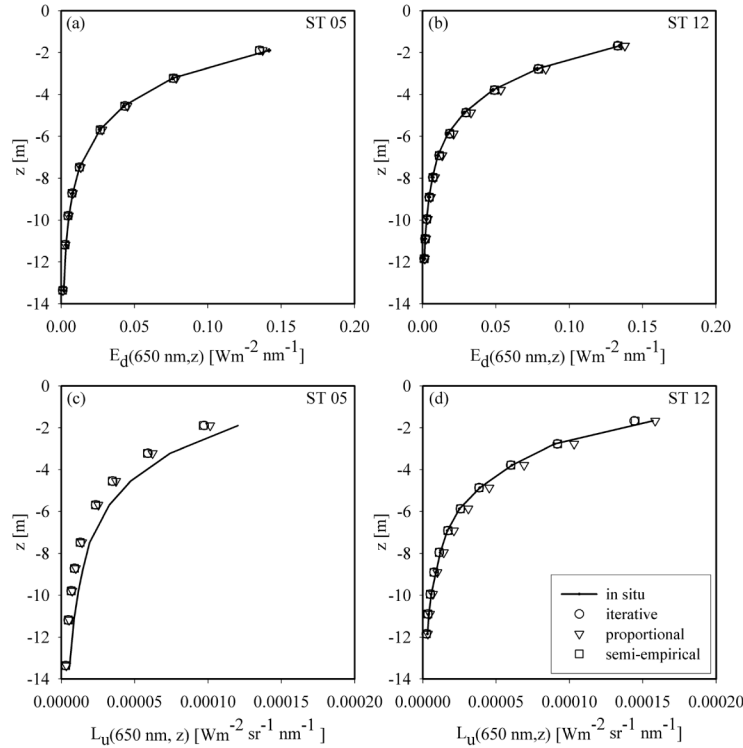 (a) ST 05
0
-2
-4
-6
-8
-10
-12
-14
z [m]
0.00 0.05 0.10 0.15 0.20
Ed(650 nm,z) [Wm-2 nm-1]
(b) ST 12
0
-2
-4
-6
-8
-10
-12
-14
z [m]
0.00 0.05 0.10 0.15 0.20
Ed(650 nm,z) [Wm-2 nm-1]
(c) ST 05
0
-2
-4
-6
-8
-10
-12
-14
z [m]
0.00000 0.00005 0.00010 0.00015 0.00020
Lu(650 nm, z) [Wm-2 sr-1 nm-1]
(d) ST 12
0
-2
-4
-6
-8
-10
-12
-14
z [m]
in situ
iterative
proportional
semi-empirical
0.00000 0.00005 0.00010 0.00015 0.00020
Lu(650 nm,z) [Wm-2 sr-1 nm-1]